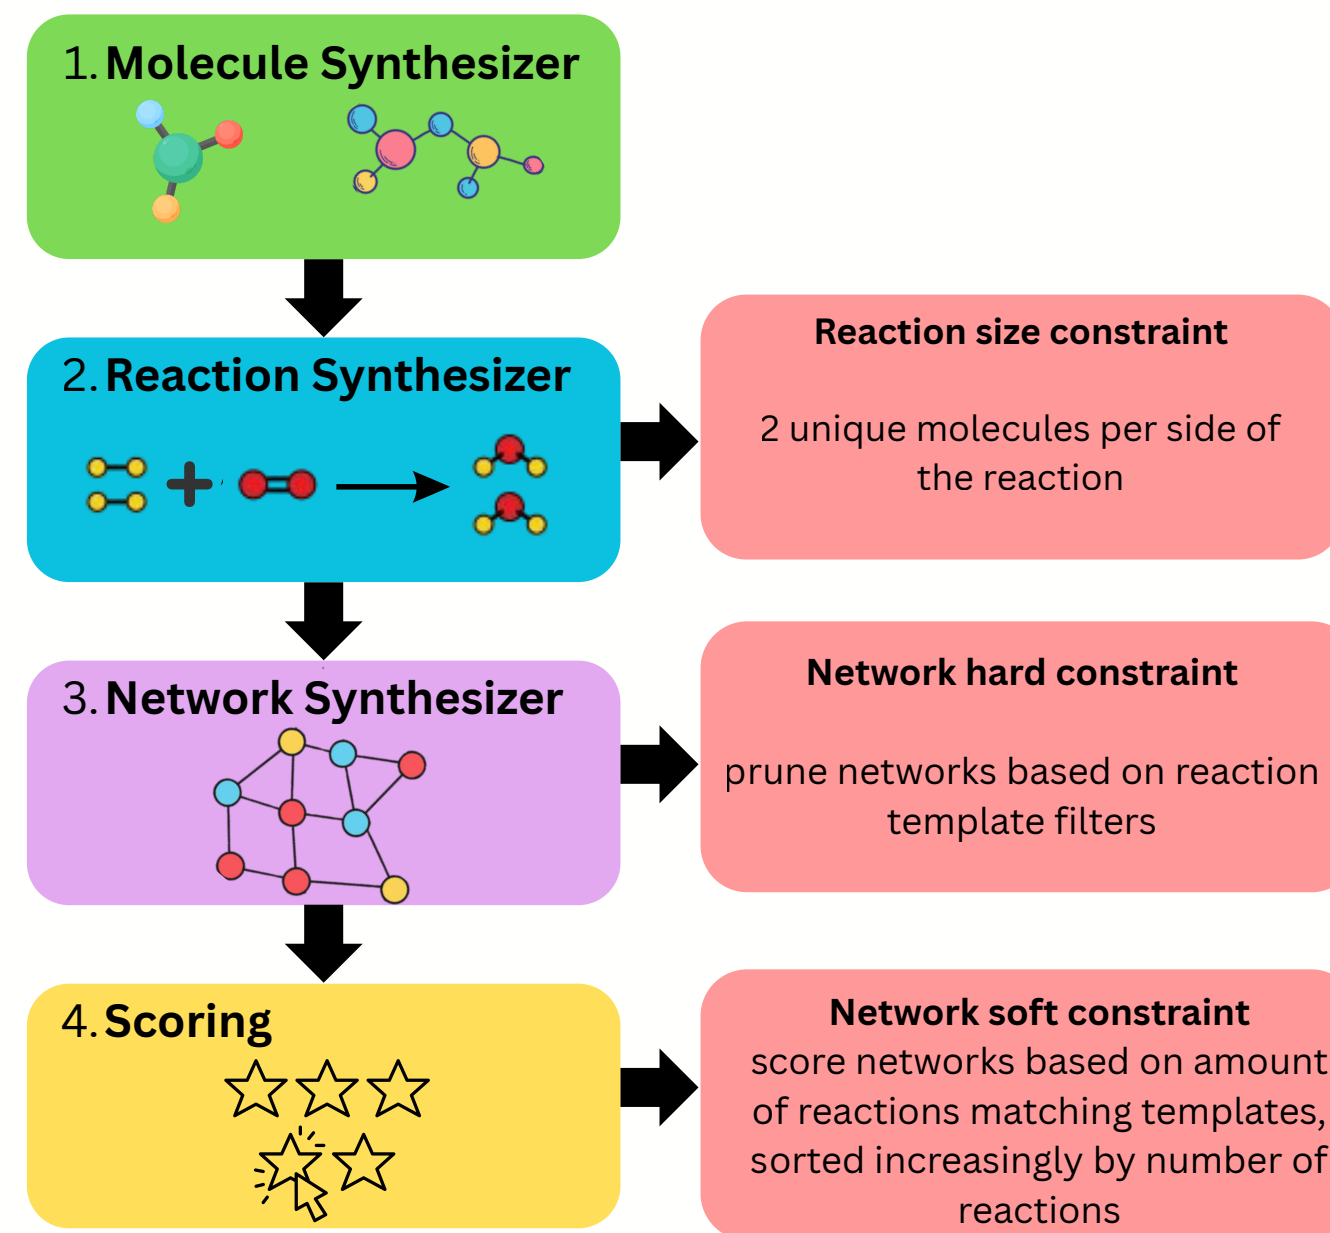 1. Molecule Synthesizer
2. Reaction Synthesizer
Reaction size constraint
2 unique molecules per side of
the reaction
3. Network Synthesizer
Network hard constraint
prune networks based on reaction
template filters
4. Scoring
Network soft constraint
score networks based on amount
of reactions matching templates,
sorted increasingly by number of
reactions